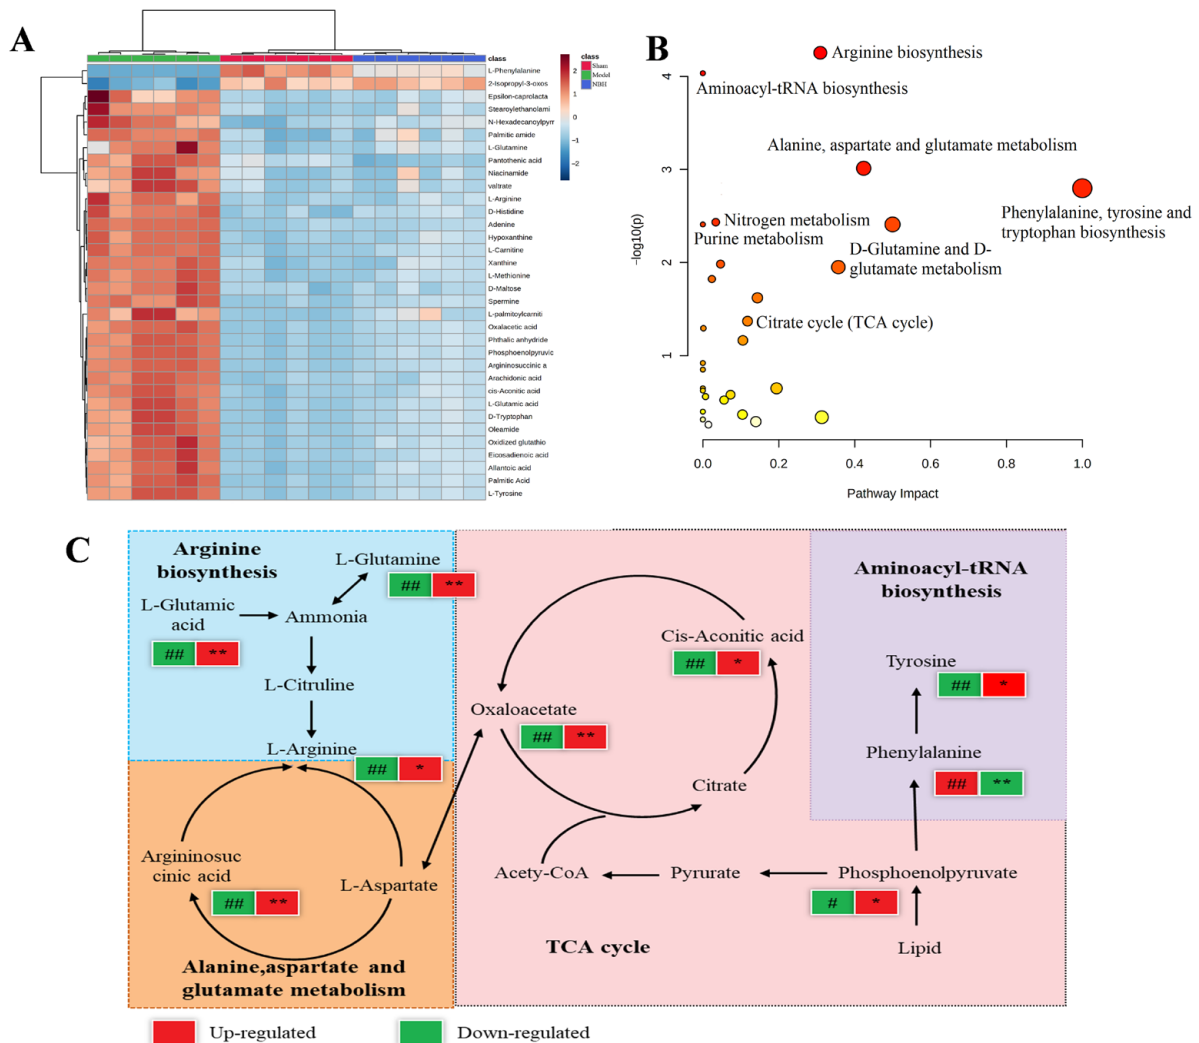 A
class
L-Phenylalanine
2-Isopropyl-3-oxos
Epsilon-caprolacta
Stearoylethanolami
N-Hexadecanoylpyrr
Palmitic amide
L-Glutamine
Pantothenic acid
Niacinamide
valtrate
L-Arginine
D-Histidine
Adenine
Hypoxanthine
L-Carnitine
Xanthine
L-Methionine
D-Maltose
Spermine
L-palmitoylcarniti
Oxalacetic acid
Phthalic anhydride
Phosphoenolpyruvic
Argininosuccinic a
Arachidonic acid
cis-Aconitic acid
L-Glutamic acid
D-Tryptophan
Oleamide
Oxidized glutathio
Eicosadienoic acid
Allantoic acid
Palmitic Acid
L-Tyrosine
2
1
0
−1
−2
class
Sham
Model
NBH
B
Arginine biosynthesis
Aminoacyl-tRNA biosynthesis
Alanine, aspartate and glutamate metabolism
Phenylalanine, tyrosine and
tryptophan biosynthesis
Nitrogen metabolism
Purine metabolism
D-Glutamine and D-
glutamate metabolism
Citrate cycle (TCA cycle)
−log10(p)
4
3
2
1
0.0 0.2 0.4 0.6 0.8 1.0
Pathway Impact
C
Arginine
biosynthesis
L-Glutamine
## **
L-Glutamic
acid
## **
Ammonia
L-Citruline
L-Arginine
## *
Argininosuc
cinic acid
## **
L-Aspartate
Alanine,aspartate and
glutamate metabolism
Cis-Aconitic acid
## *
Oxaloacetate
## **
Citrate
Acety-CoA
Pyrurate
Phosphoenolpyruvate
# *
Lipid
TCA cycle
Aminoacyl-tRNA
biosynthesis
Tyrosine
## *
Phenylalanine
## **
Up-regulated
Down-regulated